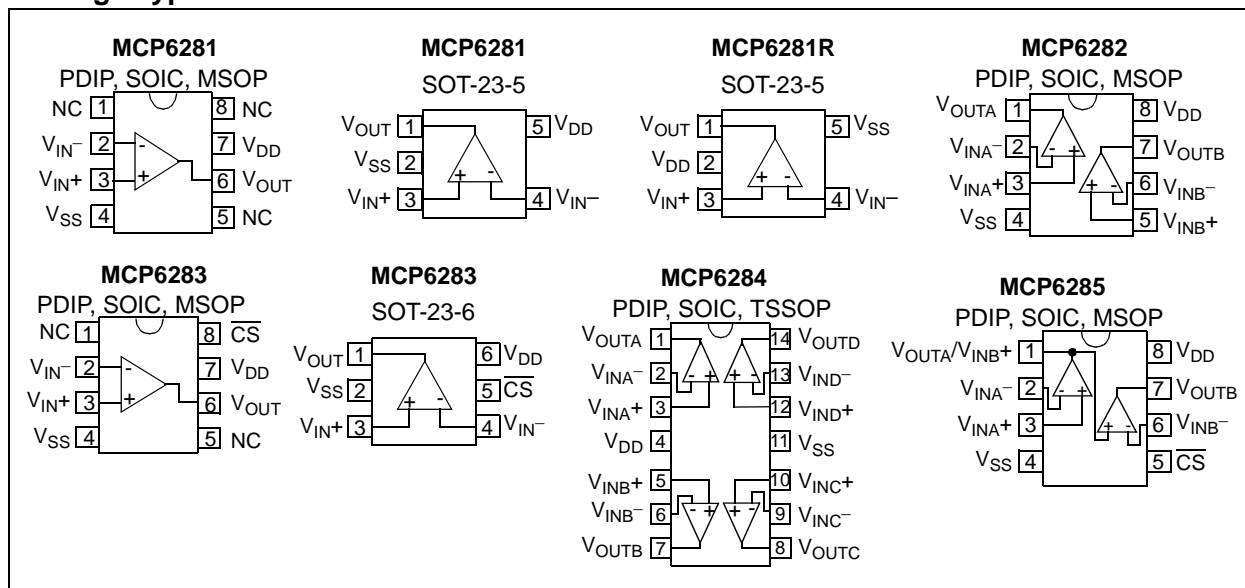 MCP6281
PDIP, SOIC, MSOP
NC 1
8 NC
VIN– 2
7 VDD
VIN+ 3
6 VOUT
VSS 4
5 NC
- +
MCP6281
SOT-23-5
VOUT 1
5 VDD
VSS 2
VIN+ 3
4 VIN–
+ -
MCP6281R
SOT-23-5
VOUT 1
5 VSS
VDD 2
VIN+ 3
4 VIN–
+ -
MCP6282
PDIP, SOIC, MSOP
VOUTA 1
8 VDD
VINA– 2
7 VOUTB
VINA+ 3
6 VINB–
VSS 4
5 VINB+
- +
+ -
MCP6283
PDIP, SOIC, MSOP
NC 1
8 CS
VIN– 2
7 VDD
VIN+ 3
6 VOUT
VSS 4
5 NC
- +
MCP6283
SOT-23-6
VOUT 1
6 VDD
VSS 2
5 CS
VIN+ 3
4 VIN–
+ -
MCP6284
PDIP, SOIC, TSSOP
VOUTA 1
14 VOUTD
VINA– 2
13 VIND–
VINA+ 3
12 VIND+
VDD 4
11 VSS
VINB+ 5
10 VINC+
VINB– 6
9 VINC–
VOUTB 7
8 VOUTC
- + + -
- + + -
MCP6285
PDIP, SOIC, MSOP
VOUTA/VINB+ 1
8 VDD
VINA– 2
7 VOUTB
VINA+ 3
6 VINB–
VSS 4
5 CS
- +
+ -